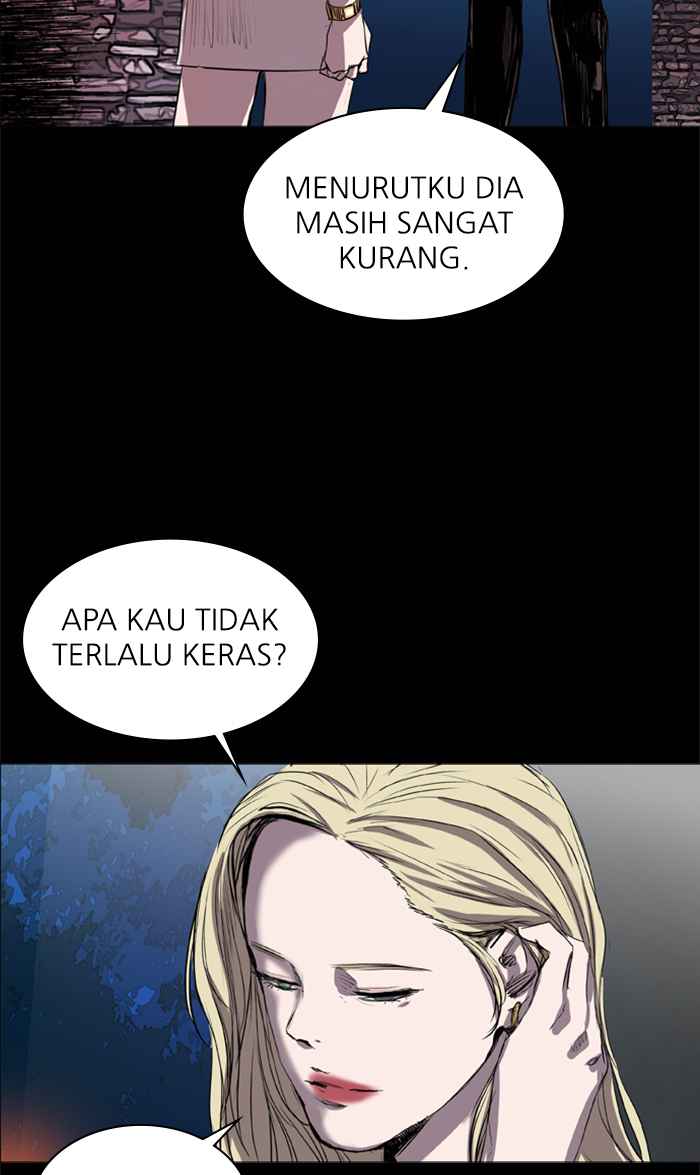 MENURUTKU DIA
MASIH SANGAT
KURANG.
APA KAU TIDAK
TERLALU KERAS?